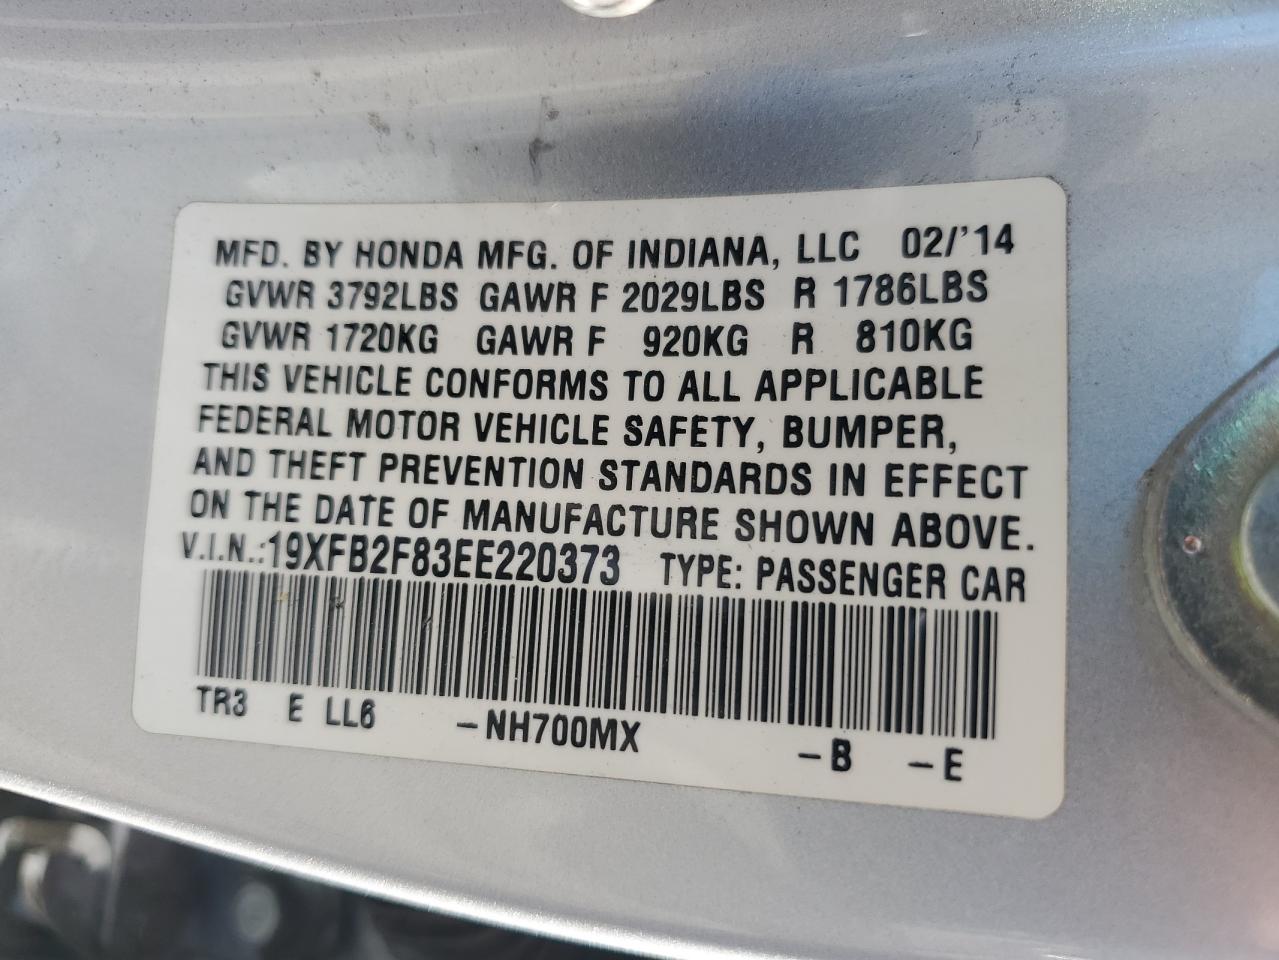 MFD. BY HONDA MFG. OF INDIANA, LLC 02/'14
GVWR 3792LBS GAWR F 2029LBS R 1786LBS
GVWR 1720KG GAWR F 920KG R 810KG
THIS VEHICLE CONFORMS TO ALL APPLICABLE
FEDERAL MOTOR VEHICLE SAFETY, BUMPER,
AND THEFT PREVENTION STANDARDS IN EFFECT
ON THE DATE OF MANUFACTURE SHOWN ABOVE.
V.I.N.:19XFB2F83EE220373 TYPE: PASSENGER CAR
TR3 E LL6 -NH700MX -B -E